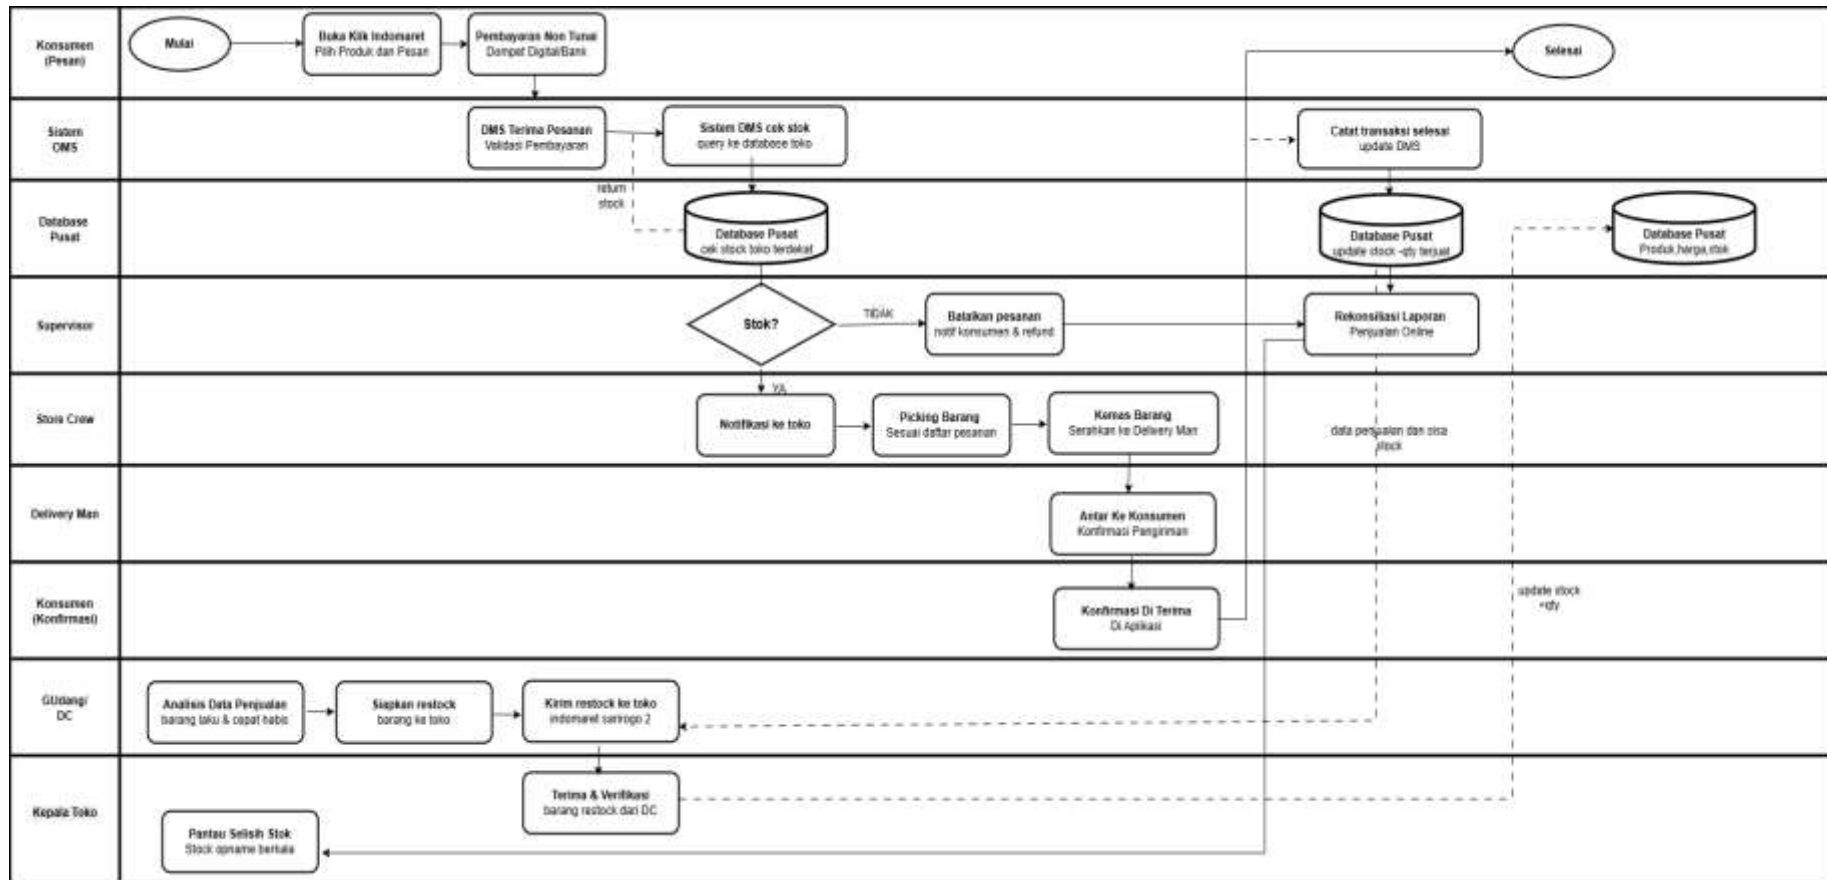 Konsumen
(Pesan)
Mulai
Buka Klik Indomaret
Pilih Produk dan Pesan
Pembayaran Non Tunai
Dompet Digital/Bank
Selesai
Sistem
OMS
OMS Terima Pesanan
Validasi Pembayaran
Sistem OMS cek stok
query ke database toko
Catat transaksi selesai
update OMS
return
stock
Database
Pusat
Database Pusat
cek stock toko terdekat
Database Pusat
update stock -qty terjual
Database Pusat
Produk,harga,stok
Supervisor
Stok?
TIDAK
Batalkan pesanan
notif konsumen & refund
Rekonsiliasi Laporan
Penjualan Online
YA
Store Crew
Notifikasi ke toko
Picking Barang
Sesuai daftar pesanan
Kemas Barang
Serahkan ke Delivery Man
data penjualan dan sisa
stock
Delivery Man
Antar Ke Konsumen
Konfirmasi Pengiriman
Konsumen
(Konfirmasi)
Konfirmasi Di Terima
Di Aplikasi
update stock
+qty
GUdang/
DC
Analisis Data Penjualan
barang laku & cepat habis
Siapkan restock
barang ke toko
Kirim restock ke toko
indomaret sarirogo 2
Kepala Toko
Terima & Verifikasi
barang restock dari DC
Pantau Selisih Stok
Stock opname berkala